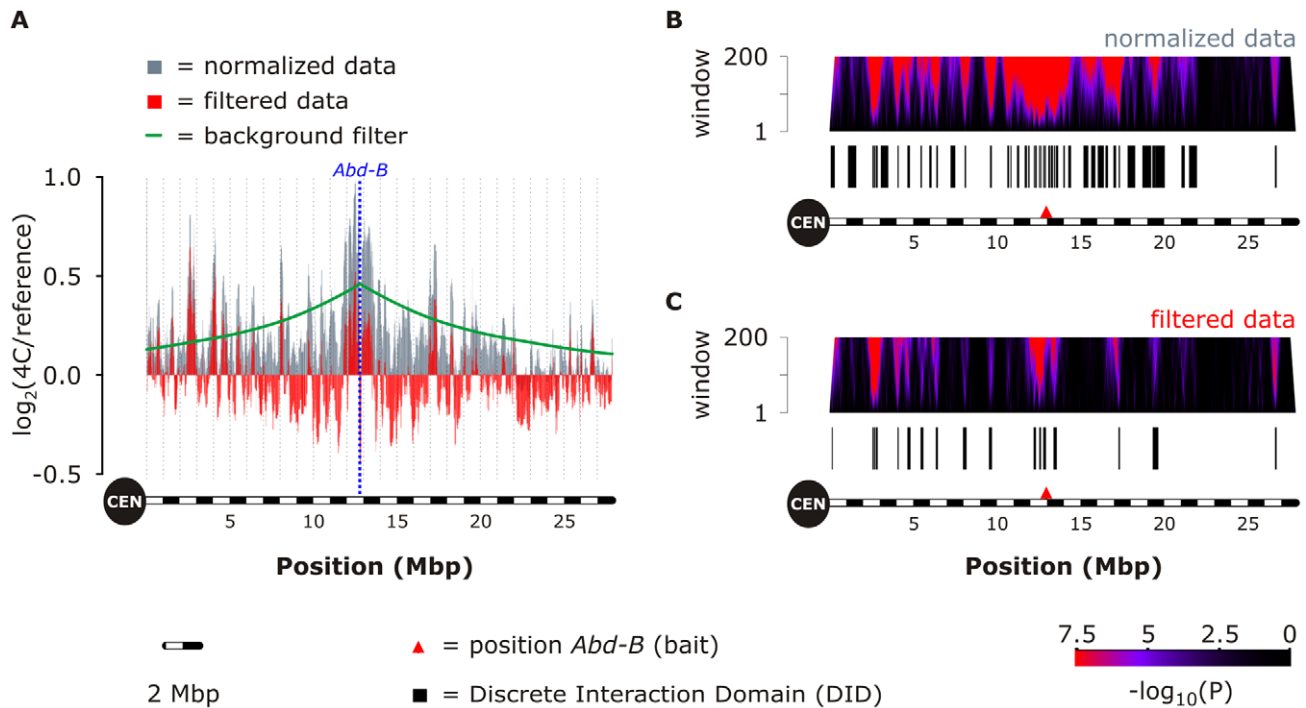 A
= normalized data
= filtered data
= background filter
Abd-B
1.0
0.5
0.0
-0.5
log2(4C/reference)
CEN
5 10 15 20 25
Position (Mbp)
2 Mbp
B
normalized data
window
200
1
CEN
5 10 15 20 25
C
filtered data
window
200
1
CEN
5 10 15 20 25
Position (Mbp)
= position Abd-B (bait)
= Discrete Interaction Domain (DID)
7.5 5 2.5 0
-log10(P)